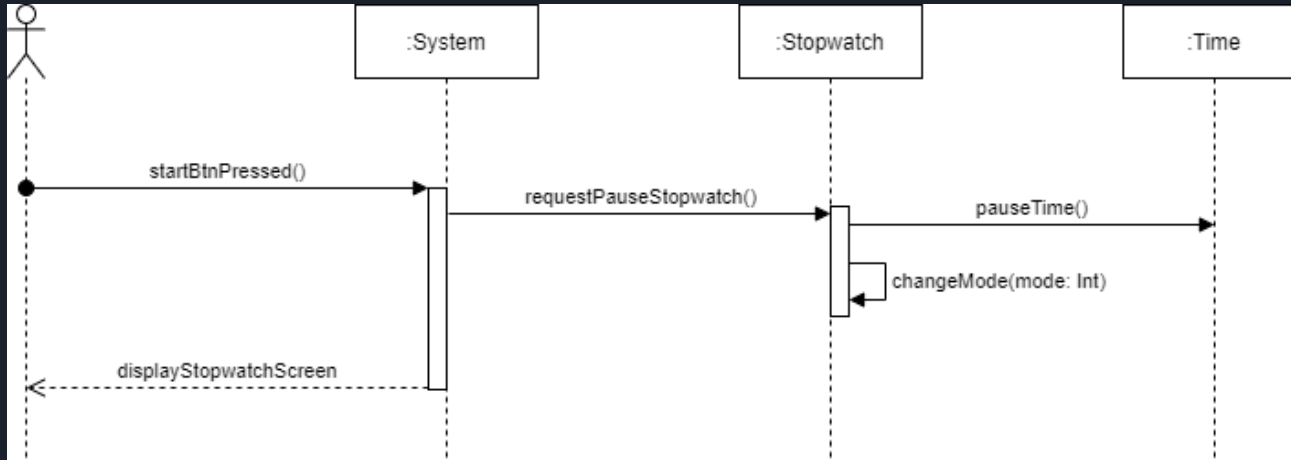 :System
:Stopwatch
:Time
startBtnPressed()
requestPauseStopwatch()
pauseTime()
changeMode(mode: Int)
displayStopwatchScreen